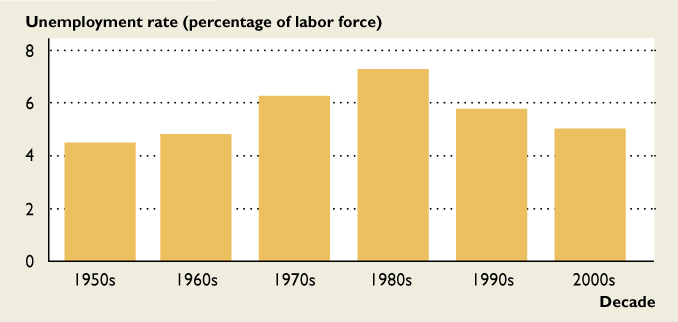 Unemployment rate (percentage of labor force)
8
6
4
2
0
1950s 1960s 1970s 1980s 1990s 2000s
Decade